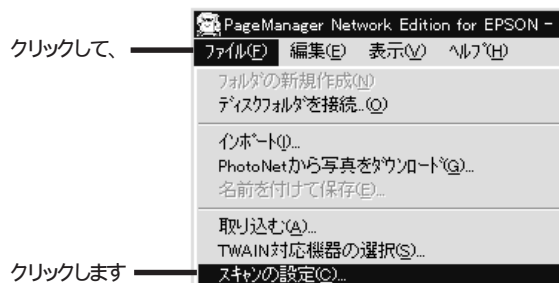 PageManager Network Edition for EPSON -
クリックして、
ファイル(F) 編集(E) 表示(V) ヘルプ(H)
フォルダの新規作成(N)
ディスクフォルダを接続...(O)
インポート(I)...
PhotoNetから写真をダウンロード(G)...
名前を付けて保存(E)...
取り込む(A)...
TWAIN対応機器の選択(S)...
クリックします
スキャンの設定(C)...